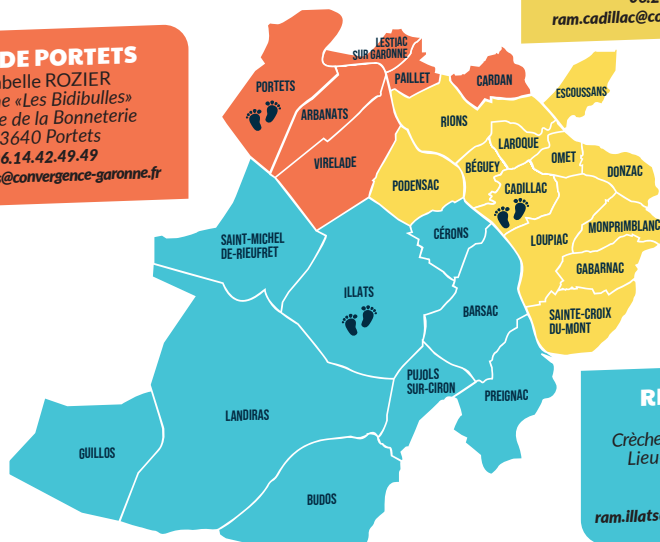 DE PORTETS
abelle ROZIER
«Les Bidibulles»
de la Bonneterie
3640 Portets
6.14.42.49.49
@convergence-garonne.fr
ram.cadillac@co
LESTIAC
SUR GARONNE
PORTETS
PAILLET
CARDAN
ESCOUSSANS
ARBANATS
RIONS
VIRELADE
LAROQUE
OMET
BÉGUEY
DONZAC
PODENSAC
CADILLAC
MONPRIMBLANC
LOUPIAC
CÉRONS
SAINT-MICHEL
DE-RIEUFRET
GABARNAC
ILLATS
BARSAC
SAINTE-CROIX
DU-MONT
PUJOLS
SUR-CIRON
PREIGNAC
LANDIRAS
GUILLOS
BUDOS
R
Crèche
Lieu
ram.illats